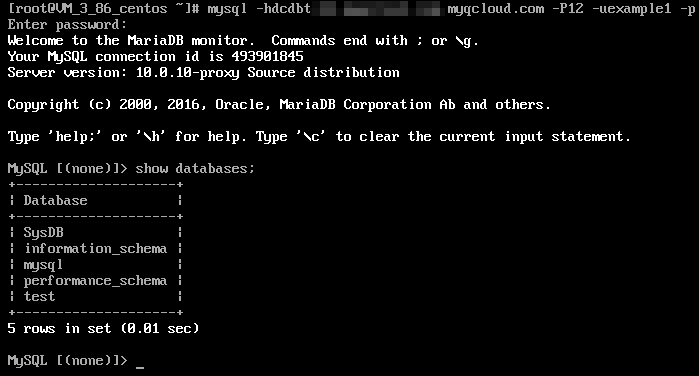 [root@VM_3_86_centos ~]# mysql -hdcdbt myqcloud.com -P12 -uexample1 -p
Enter password:
Welcome to the MariaDB monitor.  Commands end with ; or \g.
Your MySQL connection id is 493901845
Server version: 10.0.10-proxy Source distribution
Copyright (c) 2000, 2016, Oracle, MariaDB Corporation Ab and others.
Type 'help;' or '\h' for help. Type '\c' to clear the current input statement.
MySQL [(none)]> show databases;
+--------------------+
| Database           |
+--------------------+
| SysDB              |
| information_schema |
| mysql              |
| performance_schema |
| test               |
+--------------------+
5 rows in set (0.01 sec)
MySQL [(none)]> _